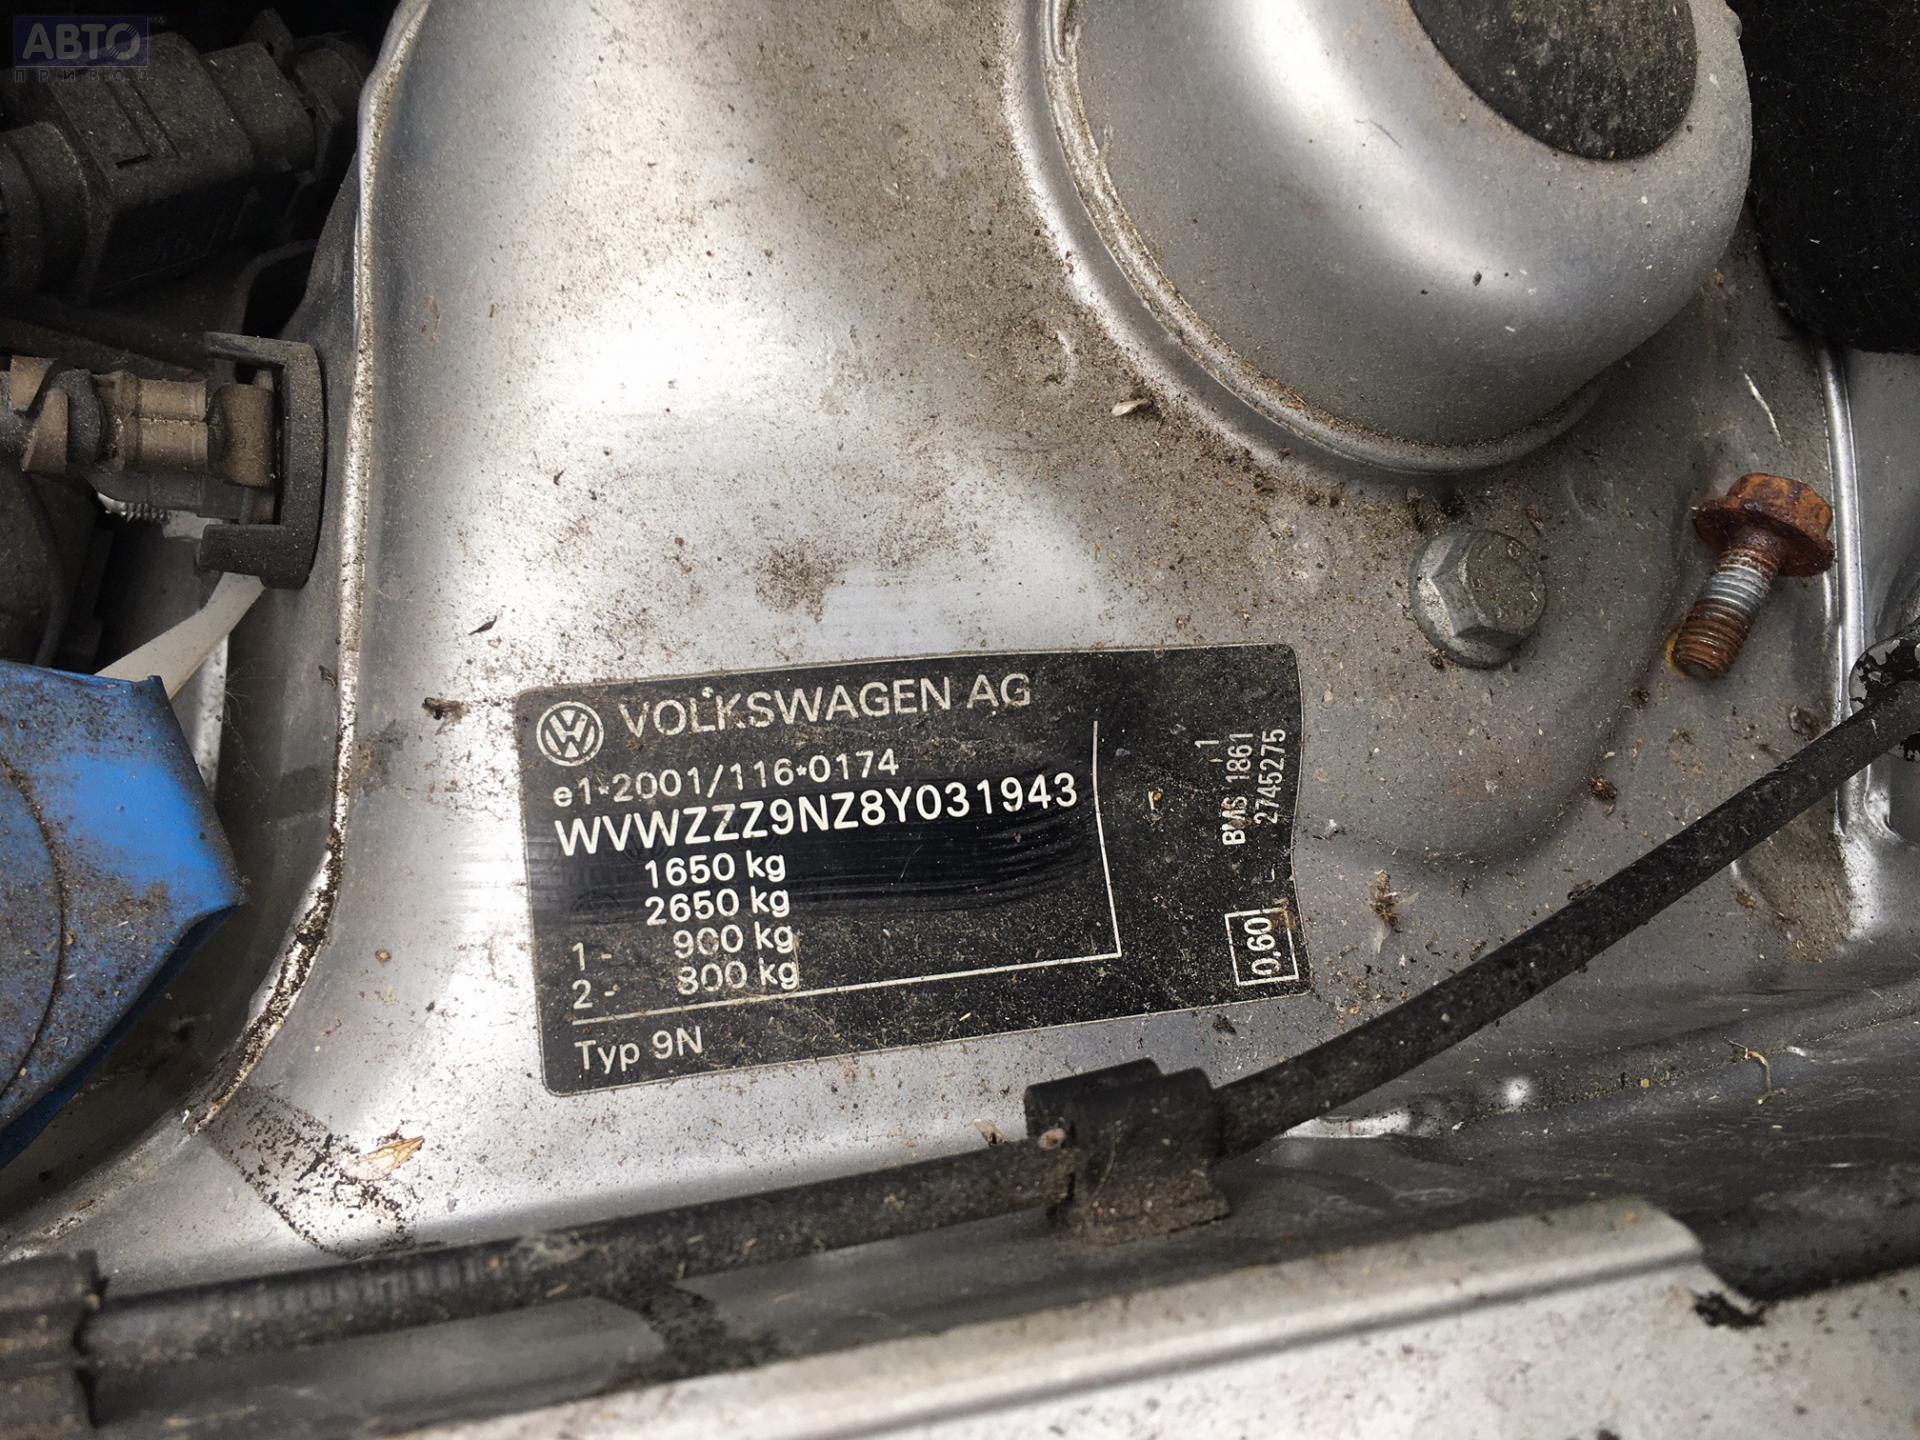 АВТО
ПРИВОД
VOLKSWAGEN AG
e1*2001/116*0174
WVWZZZ9NZ8Y031943
1650 kg
2650 kg
1 - 900 kg
2 - 800 kg
Typ 9N
1
BMS 1861
2745275
0,60